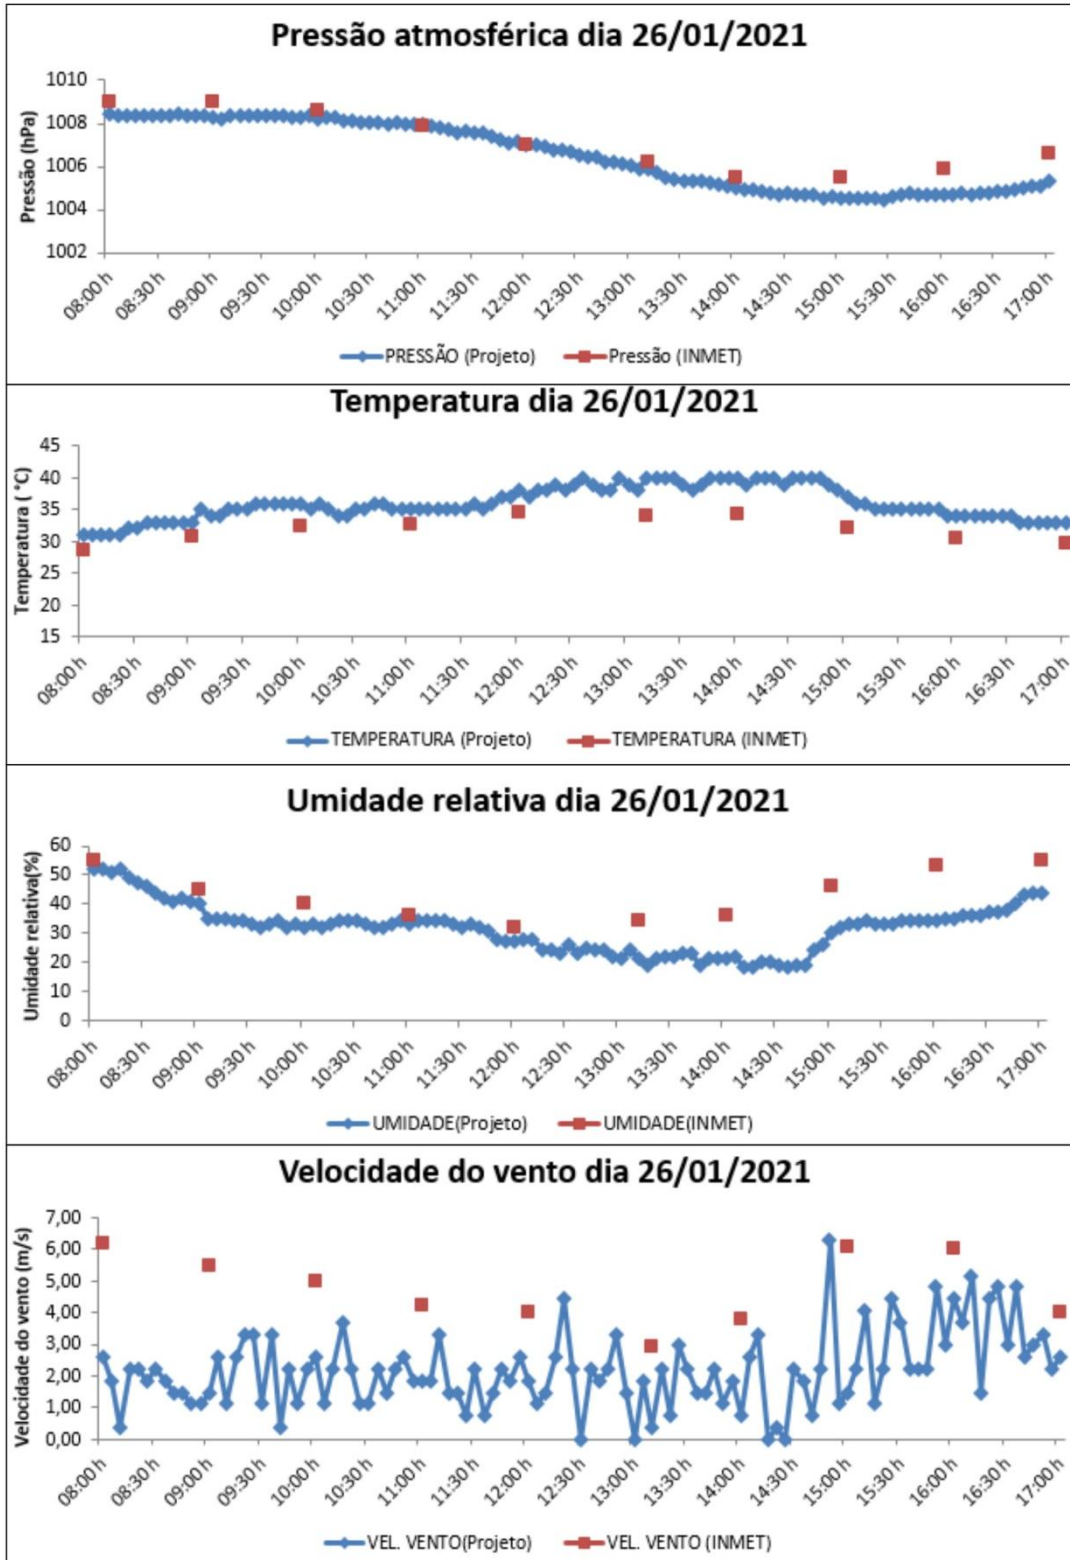 Pressão atmosférica dia 26/01/2021
Pressão (hPa)
1010
1008
1006
1004
1002
08:00 h
08:30 h
09:00 h
09:30 h
10:00 h
10:30 h
11:00 h
11:30 h
12:00 h
12:30 h
13:00 h
13:30 h
14:00 h
14:30 h
15:00 h
15:30 h
16:00 h
16:30 h
17:00 h
PRESSÃO (Projeto) Pressão (INMET)
Temperatura dia 26/01/2021
Temperatura ( °C)
45
40
35
30
25
20
15
08:00 h
08:30 h
09:00 h
09:30 h
10:00 h
10:30 h
11:00 h
11:30 h
12:00 h
12:30 h
13:00 h
13:30 h
14:00 h
14:30 h
15:00 h
15:30 h
16:00 h
16:30 h
17:00 h
TEMPERATURA (Projeto) TEMPERATURA (INMET)
Umidade relativa dia 26/01/2021
Umidade relativa(%)
60
50
40
30
20
10
0
08:00 h
08:30 h
09:00 h
09:30 h
10:00 h
10:30 h
11:00 h
11:30 h
12:00 h
12:30 h
13:00 h
13:30 h
14:00 h
14:30 h
15:00 h
15:30 h
16:00 h
16:30 h
17:00 h
UMIDADE(Projeto) UMIDADE(INMET)
Velocidade do vento dia 26/01/2021
Velocidade do vento (m/s)
7,00
6,00
5,00
4,00
3,00
2,00
1,00
0,00
08:00 h
08:30 h
09:00 h
09:30 h
10:00 h
10:30 h
11:00 h
11:30 h
12:00 h
12:30 h
13:00 h
13:30 h
14:00 h
14:30 h
15:00 h
15:30 h
16:00 h
16:30 h
17:00 h
VEL. VENTO(Projeto) VEL. VENTO (INMET)